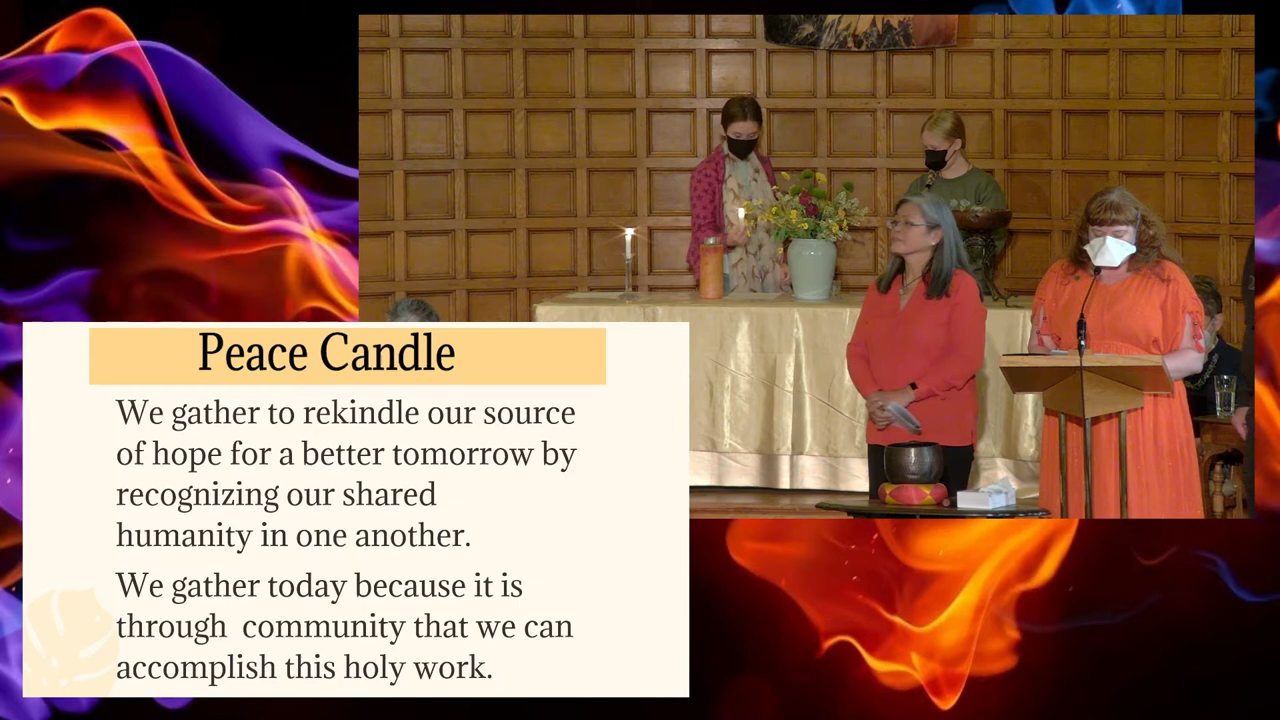 Peace Candle
We gather to rekindle our source
of hope for a better tomorrow by
recognizing our shared
humanity in one another.
We gather today because it is
through community that we can
accomplish this holy work.